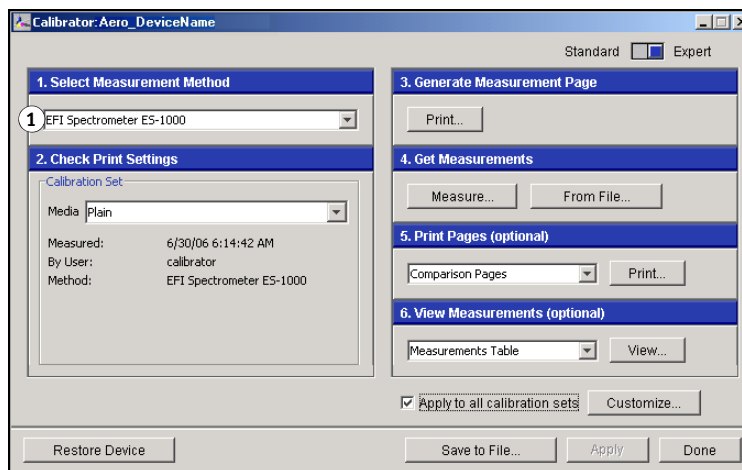 Calibrator:Aero_DeviceName
Standard Expert
1. Select Measurement Method
1 EFI Spectrometer ES-1000
2. Check Print Settings
Calibration Set
Media Plain
Measured: 6/30/06 6:14:42 AM
By User: calibrator
Method: EFI Spectrometer ES-1000
3. Generate Measurement Page
Print...
4. Get Measurements
Measure... From File...
5. Print Pages (optional)
Comparison Pages Print...
6. View Measurements (optional)
Measurements Table View...
Apply to all calibration sets Customize...
Restore Device Save to File... Apply Done